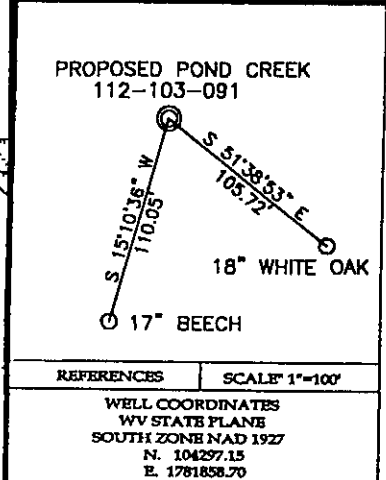 PROPOSED POND CREEK
112-103-091
S 15°10'36" W
110.05'
S 51°38'53" E
105.72'
18" WHITE OAK
17" BEECH
REFERENCES
SCALE" 1"=100'
WELL COORDINATES
WV STATE PLANE
SOUTH ZONE NAD 1927
N. 104297.15
E. 1781858.70